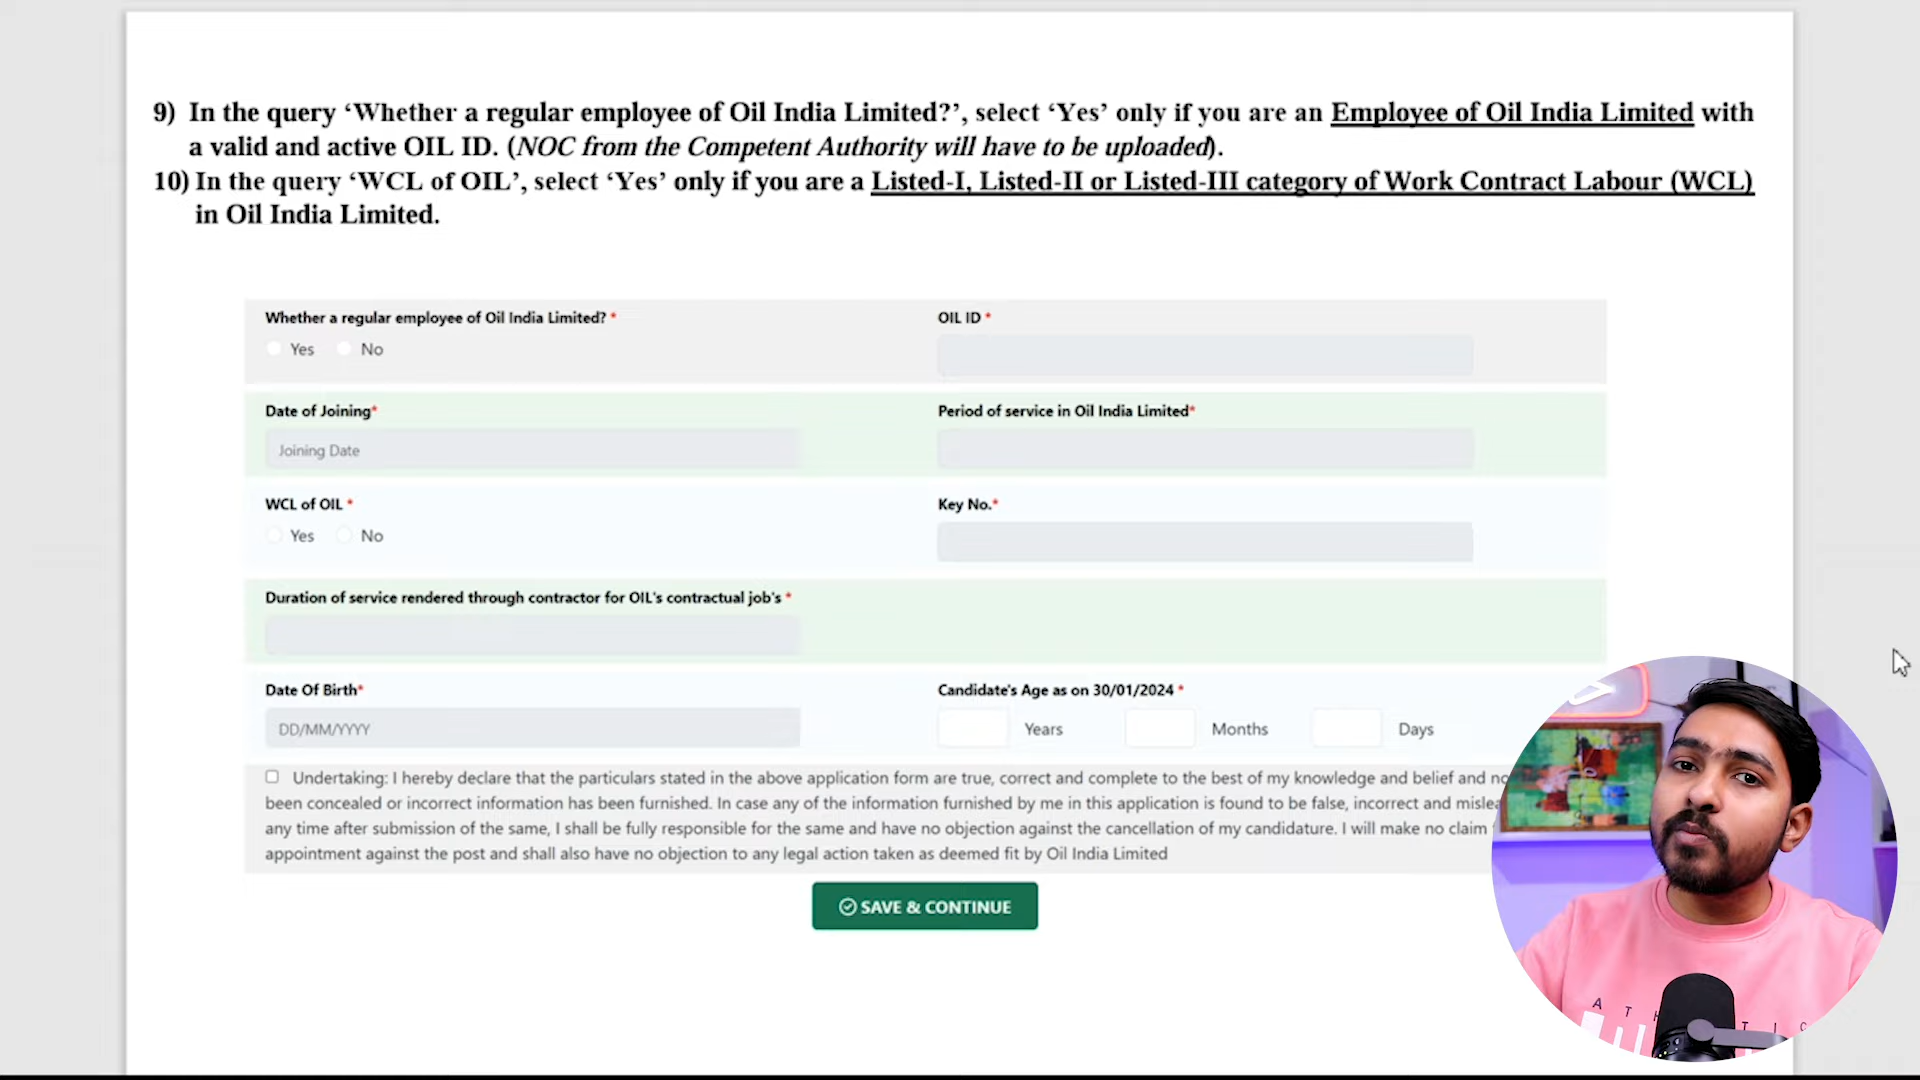 9) In the query ‘Whether a regular employee of Oil India Limited?’, select ‘Yes’ only if you are an Employee of Oil India Limited with
a valid and active OIL ID. (NOC from the Competent Authority will have to be uploaded).
10) In the query ‘WCL of OIL’, select ‘Yes’ only if you are a Listed-I, Listed-II or Listed-III category of Work Contract Labour (WCL)
in Oil India Limited.
Whether a regular employee of Oil India Limited? *
Yes No
OIL ID *
Date of Joining*
Joining Date
Period of service in Oil India Limited*
WCL of OIL *
Yes No
Key No.*
Duration of service rendered through contractor for OIL's contractual job's *
Date Of Birth*
DD/MM/YYYY
Candidate's Age as on 30/01/2024 *
Years Months Days
Undertaking: I hereby declare that the particulars stated in the above application form are true, correct and complete to the best of my knowledge and belief and
been concealed or incorrect information has been furnished. In case any of the information furnished by me in this application is found to be false, incorrect and
any time after submission of the same, I shall be fully responsible for the same and have no objection against the cancellation of my candidature. I will make no claim
appointment against the post and shall also have no objection to any legal action taken as deemed fit by Oil India Limited
SAVE & CONTINUE